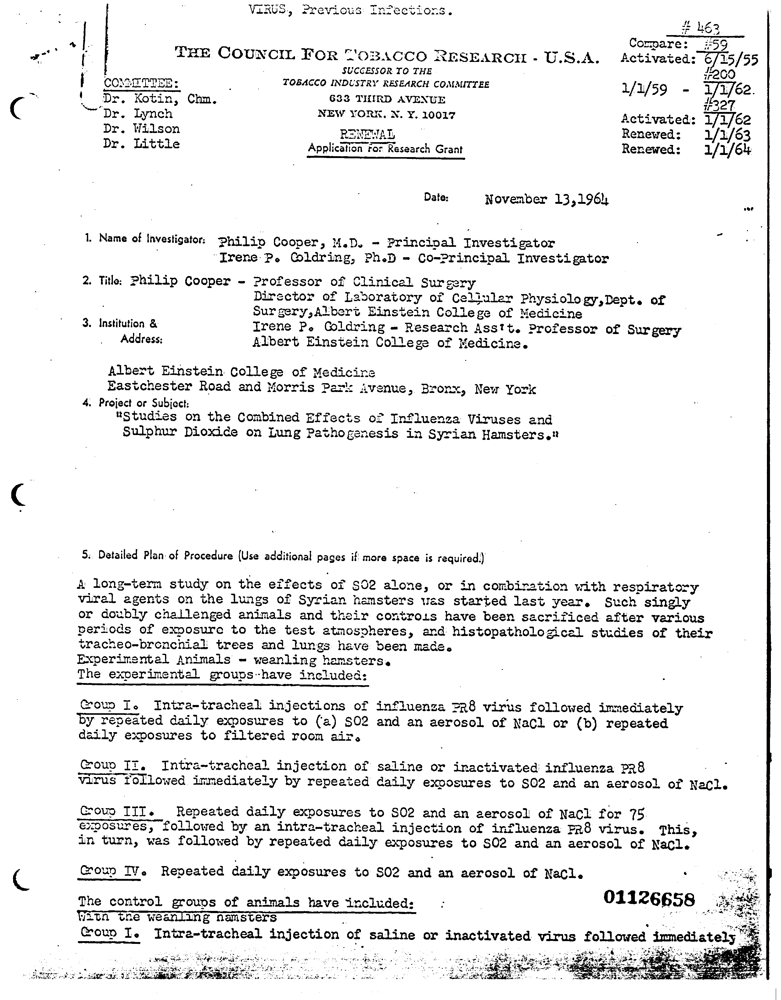 VIRUS, Previous Infections.
# 463
Compare: #59
THE COUNCIL FOR TOBACCO RESEARCH - U.S.A.
Activated: 6/15/55
SUCCESSOR TO THE
#200
COMMITTEE:
TOBACCO INDUSTRY RESEARCH COMMITTEE
1/1/59 - 1/1/62.
Dr. Kotin, Chm.
633 THIRD AVENUE
#327
Dr. Lynch
NEW YORK, N. Y. 10017
Activated: 1/1/62
Dr. Wilson
RENEWAL
Renewed: 1/1/63
Dr. Little
Application For Research Grant
Renewed: 1/1/64
Date: November 13,1964
1. Name of Investigator: Philip Cooper, M.D. - Principal Investigator
Irene P. Goldring, Ph.D - Co-Principal Investigator
2. Title: Philip Cooper - Professor of Clinical Surgery
Director of Laboratory of Cellular Physiology,Dept. of
Surgery,Albert Einstein College of Medicine
3. Institution & Irene P. Goldring - Research Ass't. Professor of Surgery
Address: Albert Einstein College of Medicine.
Albert Einstein College of Medicine
Eastchester Road and Morris Park Avenue, Bronx, New York
4. Project or Subject:
"Studies on the Combined Effects of Influenza Viruses and
Sulphur Dioxide on Lung Pathogenesis in Syrian Hamsters."
5. Detailed Plan of Procedure (Use additional pages if more space is required.)
A long-term study on the effects of SO2 alone, or in combination with respiratory
viral agents on the lungs of Syrian hamsters was started last year. Such singly
or doubly challenged animals and their controls have been sacrificed after various
periods of exposure to the test atmospheres, and histopathological studies of their
tracheo-bronchial trees and lungs have been made.
Experimental Animals - weanling hamsters.
The experimental groups have included:
Group I. Intra-tracheal injections of influenza PR8 virus followed immediately
by repeated daily exposures to (a) SO2 and an aerosol of NaCl or (b) repeated
daily exposures to filtered room air.
Group II. Intra-tracheal injection of saline or inactivated influenza PR8
virus followed immediately by repeated daily exposures to SO2 and an aerosol of NaCl.
Group III. Repeated daily exposures to SO2 and an aerosol of NaCl for 75
exposures, followed by an intra-tracheal injection of influenza PR8 virus. This,
in turn, was followed by repeated daily exposures to SO2 and an aerosol of NaCl.
Group IV. Repeated daily exposures to SO2 and an aerosol of NaCl.
01126658
The control groups of animals have included:
With the weanling hamsters
Group I. Intra-tracheal injection of saline or inactivated virus followed immediately